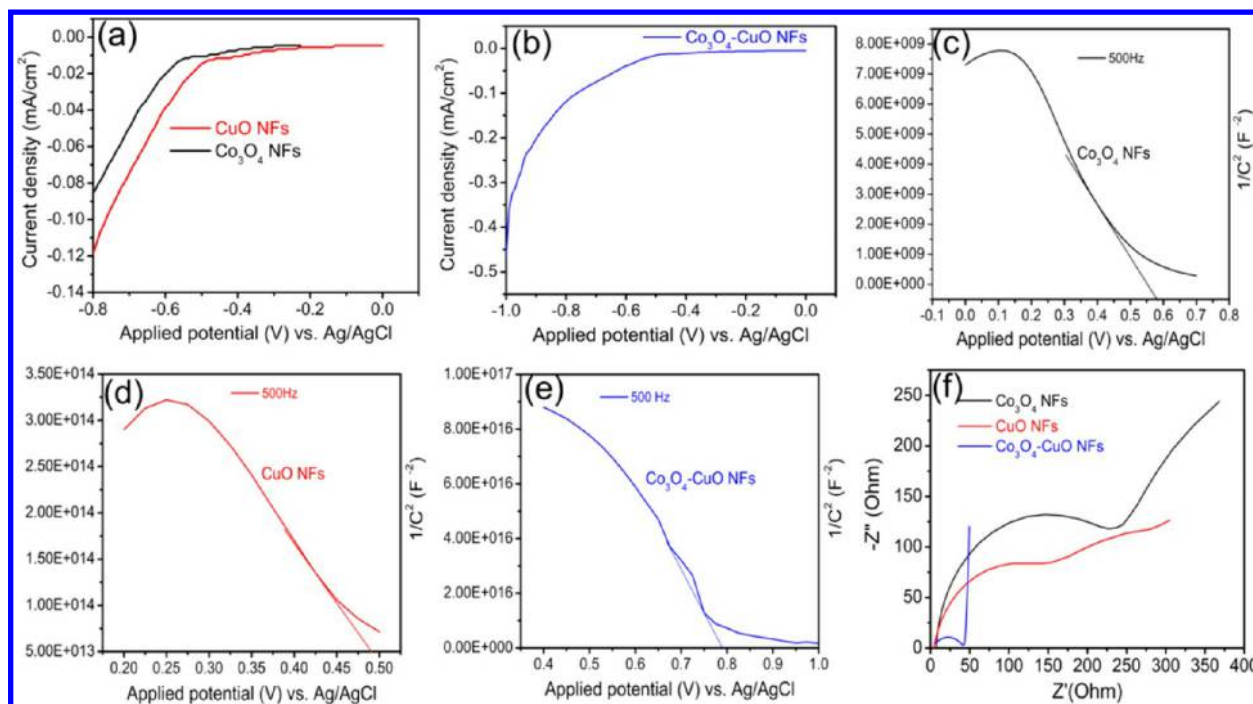 (a)
0.00
-0.02
-0.04
-0.06
-0.08
-0.10
-0.12
-0.14
Current density (mA/cm²)
CuO NFs
Co₃O₄ NFs
-0.8 -0.6 -0.4 -0.2 0.0
Applied potential (V) vs. Ag/AgCl
(b)
Co₃O₄-CuO NFs
0.0
-0.1
-0.2
-0.3
-0.4
-0.5
Current density (mA/cm²)
-1.0 -0.8 -0.6 -0.4 -0.2 0.0
Applied potential (V) vs. Ag/AgCl
(c)
8.00E+009
7.00E+009
6.00E+009
5.00E+009
4.00E+009
3.00E+009
2.00E+009
1.00E+009
0.00E+000
500Hz
Co₃O₄ NFs
1/C² (F⁻²)
-0.1 0.0 0.1 0.2 0.3 0.4 0.5 0.6 0.7 0.8
Applied potential (V) vs. Ag/AgCl
(d)
3.50E+014
3.00E+014
2.50E+014
2.00E+014
1.50E+014
1.00E+014
5.00E+013
500Hz
CuO NFs
1/C² (F⁻²)
0.20 0.25 0.30 0.35 0.40 0.45 0.50
Applied potential (V) vs. Ag/AgCl
(e)
1.00E+017
8.00E+016
6.00E+016
4.00E+016
2.00E+016
0.00E+000
500 Hz
Co₃O₄-CuO NFs
1/C² (F⁻²)
0.4 0.5 0.6 0.7 0.8 0.9 1.0
Applied potential (V) vs. Ag/AgCl
(f)
Co₃O₄ NFs
CuO NFs
Co₃O₄-CuO NFs
250
200
150
100
50
0
-Z" (Ohm)
0 50 100 150 200 250 300 350 400
Z'(Ohm)